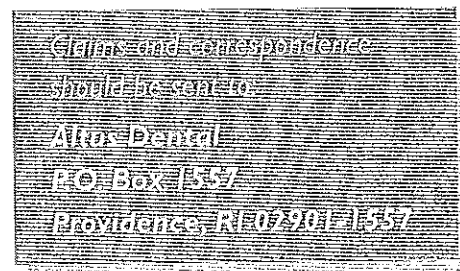 Claims and correspondence
should be sent to:
Altus Dental
P.O. Box 1557
Providence, RI 02901-1557